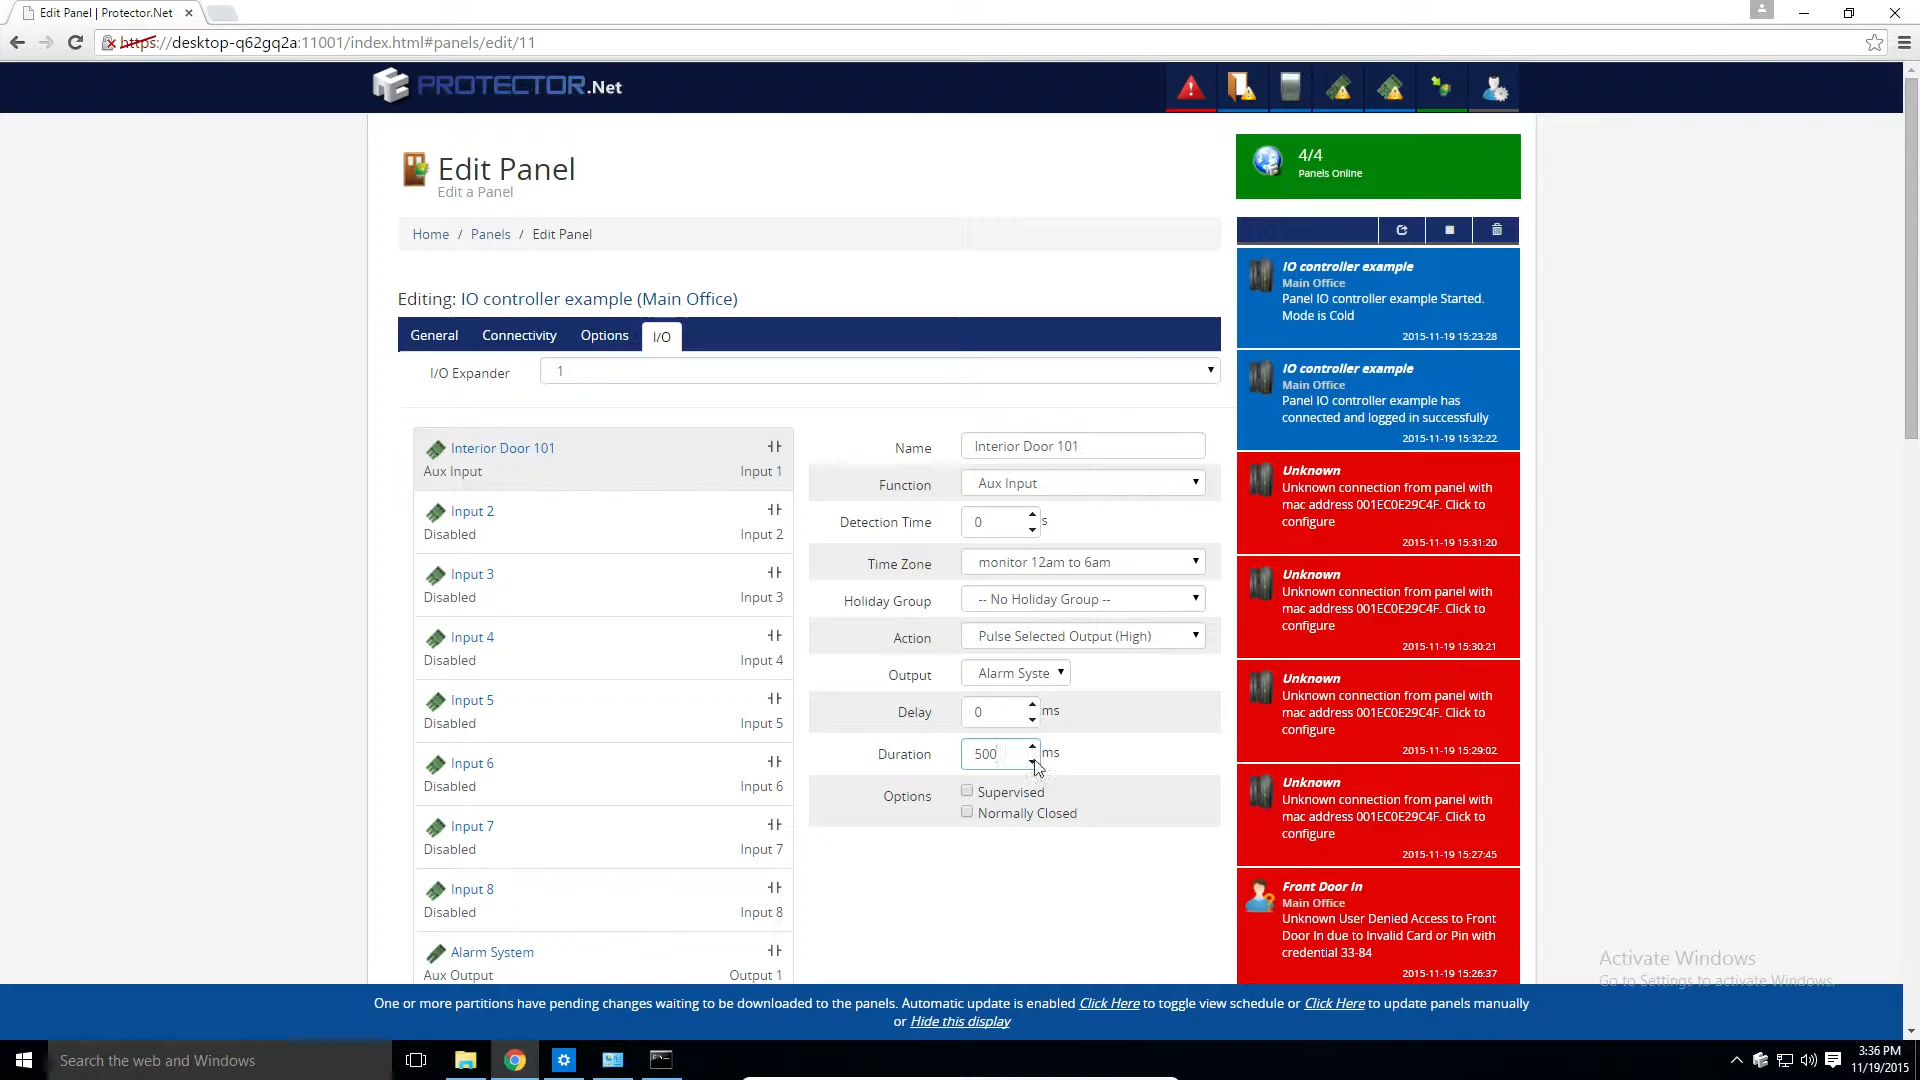 Edit Panel | Protector.Net
https://desktop-q62gq2a:11001/index.html#panels/edit/11
PROTECTOR.Net
Edit Panel
Edit a Panel
4/4
Panels Online
Home / Panels / Edit Panel
Editing: IO controller example (Main Office)
General Connectivity Options I/O
I/O Expander 1
Interior Door 101
Aux Input Input 1
Input 2
Disabled Input 2
Input 3
Disabled Input 3
Input 4
Disabled Input 4
Input 5
Disabled Input 5
Input 6
Disabled Input 6
Input 7
Disabled Input 7
Input 8
Disabled Input 8
Alarm System
Aux Output Output 1
Name Interior Door 101
Function Aux Input
Detection Time 0 s
Time Zone monitor 12am to 6am
Holiday Group -- No Holiday Group --
Action Pulse Selected Output (High)
Output Alarm Syste
Delay 0 ms
Duration 500 ms
Options Supervised
Normally Closed
IO controller example
Main Office
Panel IO controller example Started.
Mode is Cold
2015-11-19 15:23:28
IO controller example
Main Office
Panel IO controller example has
connected and logged in successfully
2015-11-19 15:32:22
Unknown
Unknown connection from panel with
mac address 001EC0E29C4F. Click to
configure
2015-11-19 15:31:20
Unknown
Unknown connection from panel with
mac address 001EC0E29C4F. Click to
configure
2015-11-19 15:30:21
Unknown
Unknown connection from panel with
mac address 001EC0E29C4F. Click to
configure
2015-11-19 15:29:02
Unknown
Unknown connection from panel with
mac address 001EC0E29C4F. Click to
configure
2015-11-19 15:27:45
Front Door In
Main Office
Unknown User Denied Access to Front
Door In due to Invalid Card or Pin with
credential 33-84
2015-11-19 15:26:37
Activate Windows
Go to Settings to activate Windows.
One or more partitions have pending changes waiting to be downloaded to the panels. Automatic update is enabled Click Here to toggle view schedule or Click Here to update panels manually
or Hide this display
Search the web and Windows
3:36 PM
11/19/2015